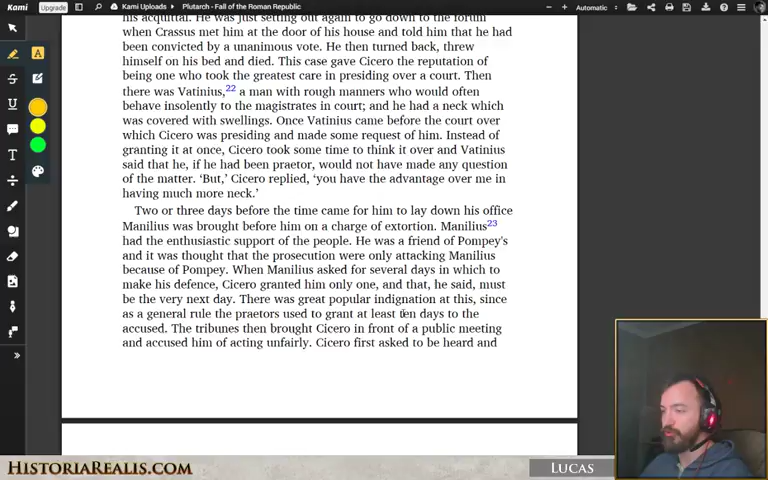 Kami
Upgrade
Kami Uploads
Plutarch - Fall of the Roman Republic
Automatic
his acquittal. He was just setting out again to go down to the forum
when Crassus met him at the door of his house and told him that he had
been convicted by a unanimous vote. He then turned back, threw
himself on his bed and died. This case gave Cicero the reputation of
being one who took the greatest care in presiding over a court. Then
there was Vatinius,22 a man with rough manners who would often
behave insolently to the magistrates in court; and he had a neck which
was covered with swellings. Once Vatinius came before the court over
which Cicero was presiding and made some request of him. Instead of
granting it at once, Cicero took some time to think it over and Vatinius
said that he, if he had been praetor, would not have made any question
of the matter. ‘But,’ Cicero replied, ‘you have the advantage over me in
having much more neck.’
Two or three days before the time came for him to lay down his office
Manilius was brought before him on a charge of extortion. Manilius23
had the enthusiastic support of the people. He was a friend of Pompey's
and it was thought that the prosecution were only attacking Manilius
because of Pompey. When Manilius asked for several days in which to
make his defence, Cicero granted him only one, and that, he said, must
be the very next day. There was great popular indignation at this, since
as a general rule the praetors used to grant at least ten days to the
accused. The tribunes then brought Cicero in front of a public meeting
and accused him of acting unfairly. Cicero first asked to be heard and
HISTORIAREALIS.COM
LUCAS